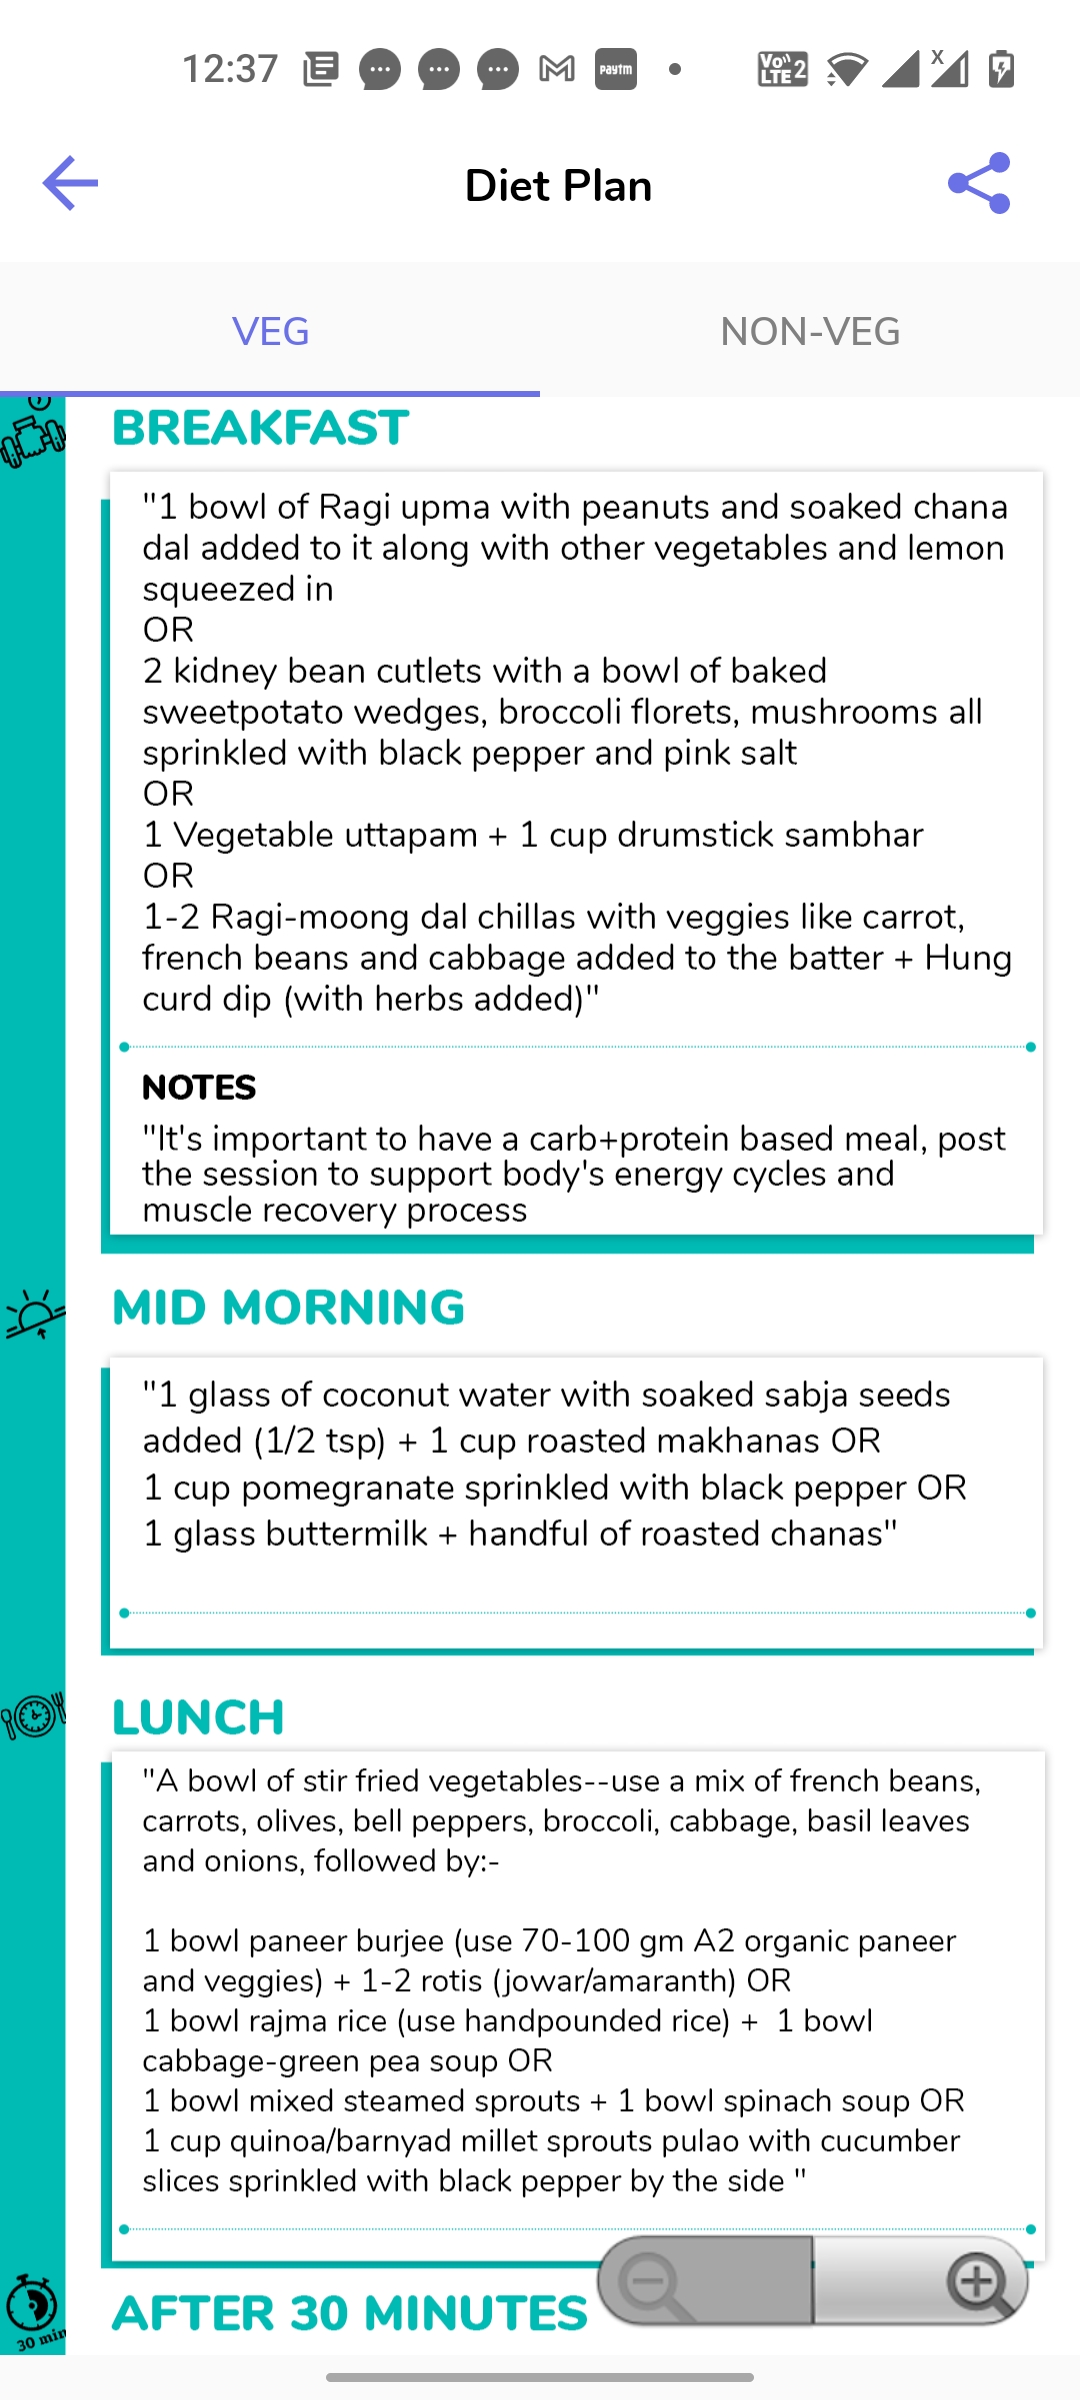 12:37
paytm
Vo))
LTE 2
X
Diet Plan
VEG
NON-VEG
BREAKFAST
"1 bowl of Ragi upma with peanuts and soaked chana
dal added to it along with other vegetables and lemon
squeezed in
OR
2 kidney bean cutlets with a bowl of baked
sweetpotato wedges, broccoli florets, mushrooms all
sprinkled with black pepper and pink salt
OR
1 Vegetable uttapam + 1 cup drumstick sambhar
OR
1-2 Ragi-moong dal chillas with veggies like carrot,
french beans and cabbage added to the batter + Hung
curd dip (with herbs added)"
NOTES
"It's important to have a carb+protein based meal, post
the session to support body's energy cycles and
muscle recovery process
MID MORNING
"1 glass of coconut water with soaked sabja seeds
added (1/2 tsp) + 1 cup roasted makhanas OR
1 cup pomegranate sprinkled with black pepper OR
1 glass buttermilk + handful of roasted chanas"
LUNCH
"A bowl of stir fried vegetables--use a mix of french beans,
carrots, olives, bell peppers, broccoli, cabbage, basil leaves
and onions, followed by:-
1 bowl paneer burjee (use 70-100 gm A2 organic paneer
and veggies) + 1-2 rotis (jowar/amaranth) OR
1 bowl rajma rice (use handpounded rice) +  1 bowl
cabbage-green pea soup OR
1 bowl mixed steamed sprouts + 1 bowl spinach soup OR
1 cup quinoa/barnyad millet sprouts pulao with cucumber
slices sprinkled with black pepper by the side "
30 min
AFTER 30 MINUTES